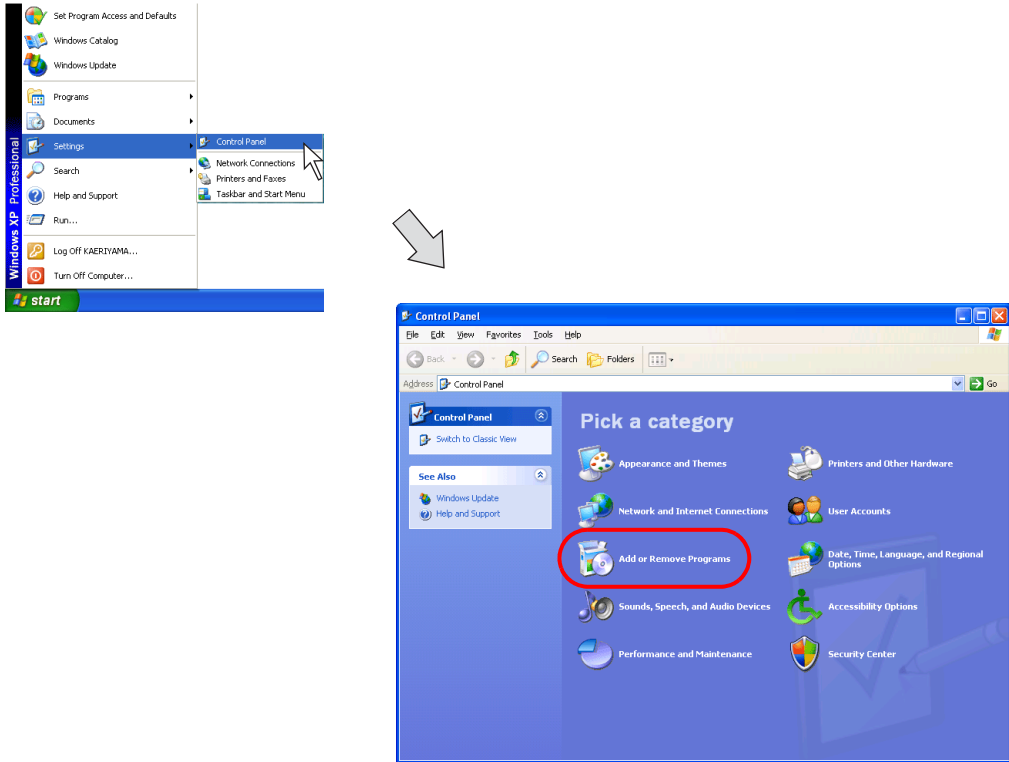 Set Program Access and Defaults
Windows Catalog
Windows Update
Programs
Documents
Settings
Search
Help and Support
Run...
Log Off KAERIYAMA...
Turn Off Computer...
Windows XP Professional
start
Control Panel
Network Connections
Printers and Faxes
Taskbar and Start Menu
Control Panel
File Edit View Favorites Tools Help
Back Search Folders
Address Control Panel Go
Control Panel
Switch to Classic View
See Also
Windows Update
Help and Support
Pick a category
Appearance and Themes
Printers and Other Hardware
Network and Internet Connections
User Accounts
Add or Remove Programs
Date, Time, Language, and Regional
Options
Sounds, Speech, and Audio Devices
Accessibility Options
Performance and Maintenance
Security Center